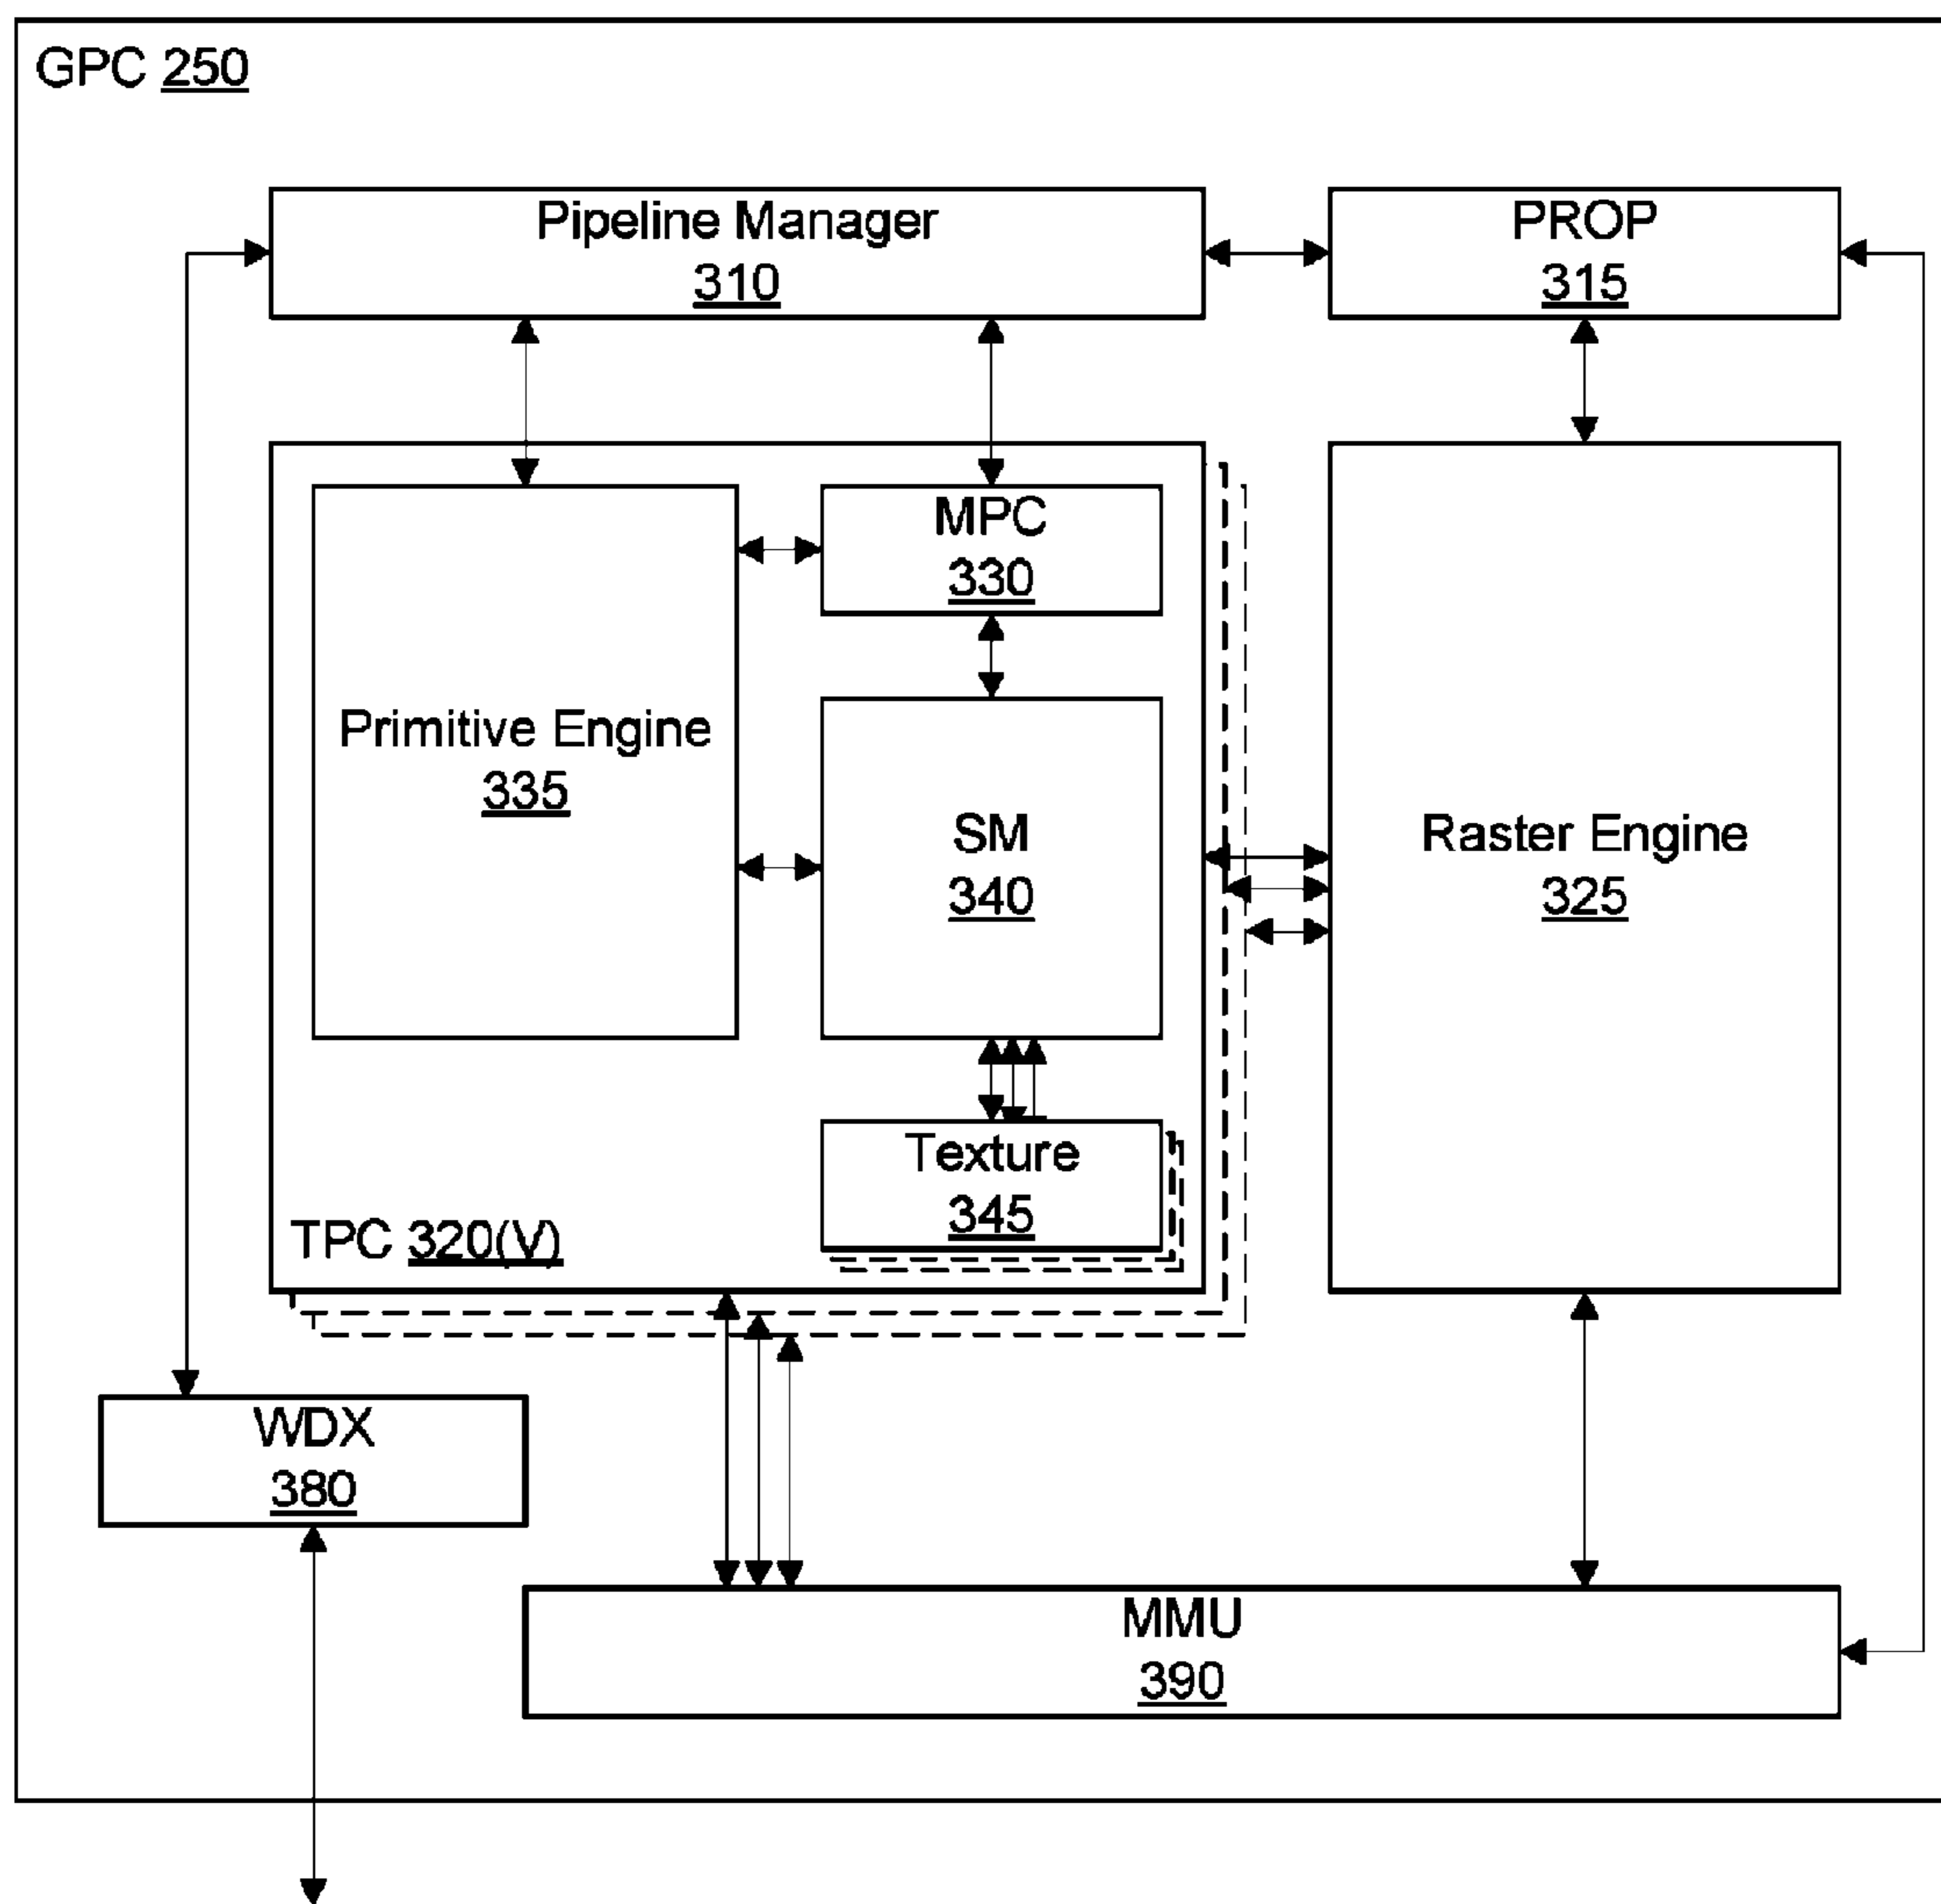 GPC 250
Pipeline Manager
310
PROP
315
MPC
330
Primitive Engine
335
SM
340
Raster Engine
325
Texture
345
TPC 320(V)
WDX
380
MMU
390